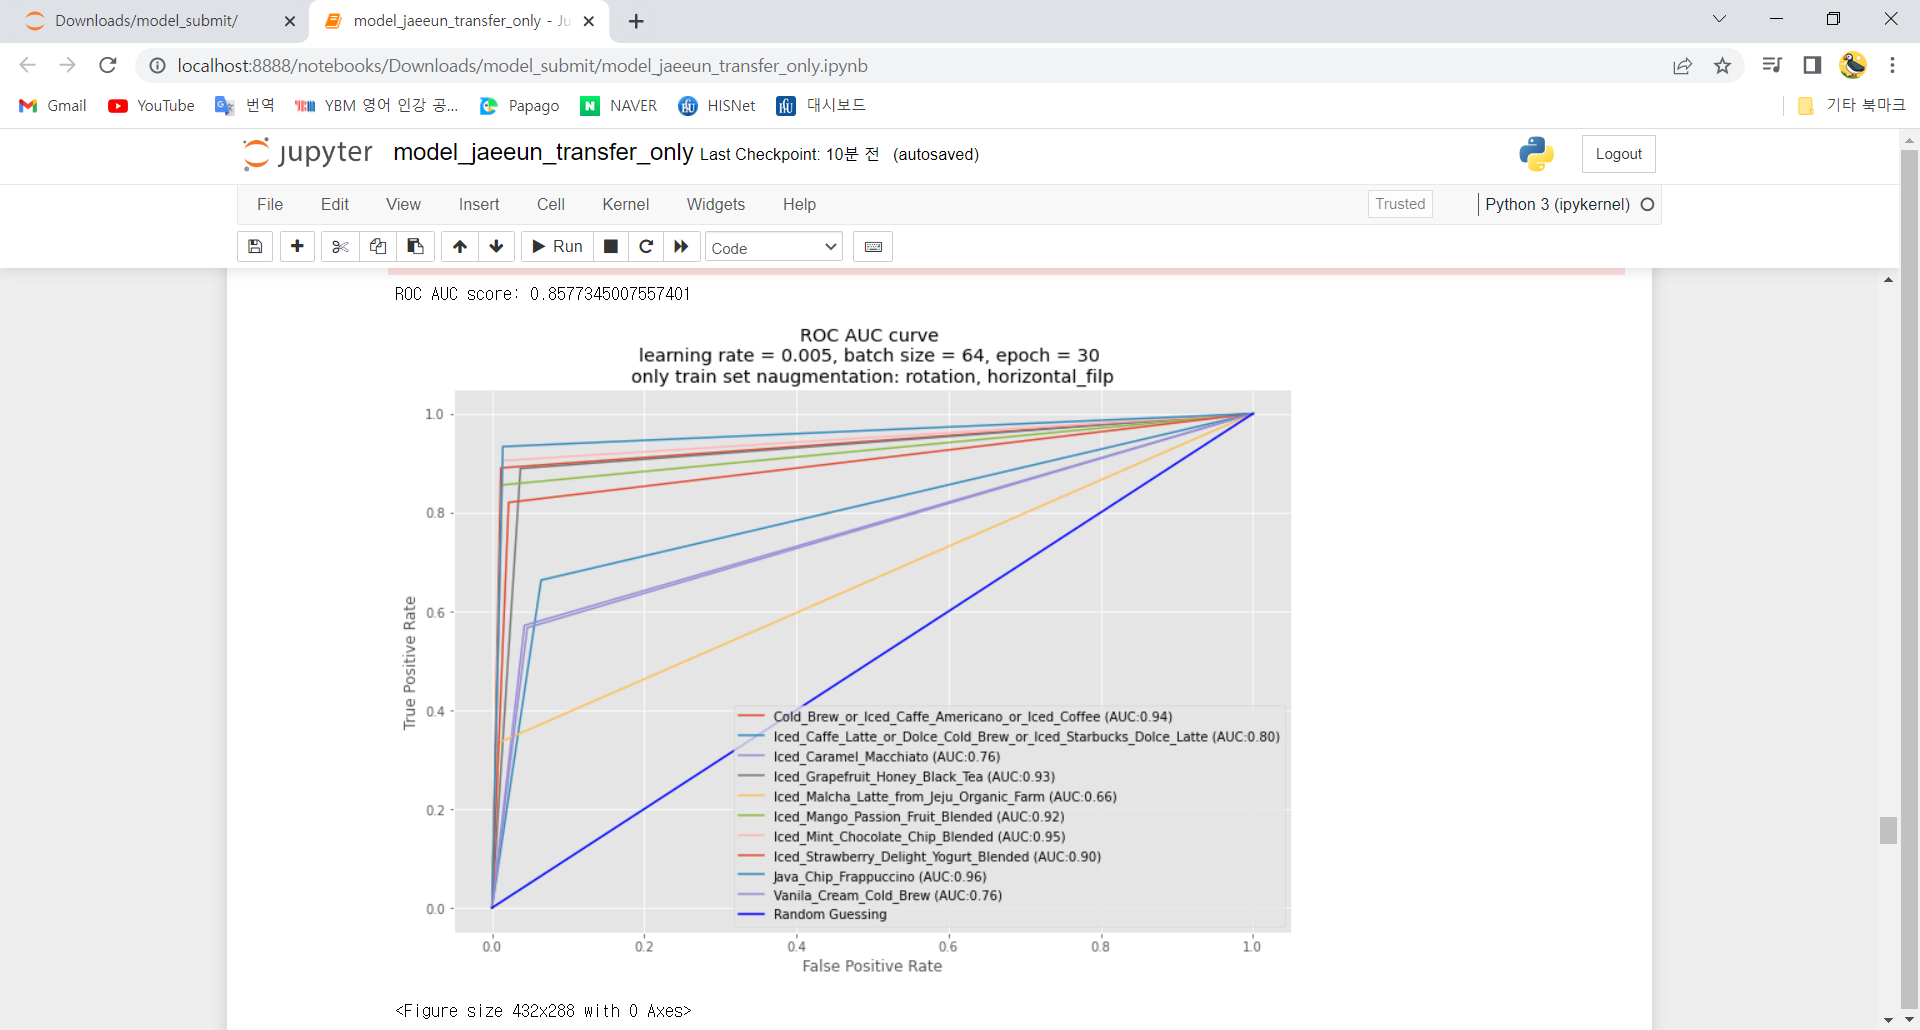 Downloads/model_submit/
model_jaeeun_transfer_only - Ju
localhost:8888/notebooks/Downloads/model_submit/model_jaeeun_transfer_only.ipynb
Gmail YouTube 번역 YBM 영어 인강 공... Papago NAVER HISNet 대시보드 기타 북마크
jupyter model_jaeeun_transfer_only Last Checkpoint: 10분 전 (autosaved) Logout
File Edit View Insert Cell Kernel Widgets Help Trusted Python 3 (ipykernel)
Run Code
ROC AUC score: 0.8577345007557401
ROC AUC curve
learning rate = 0.005, batch size = 64, epoch = 30
only train set naugmentation: rotation, horizontal_filp
1.0
0.8
0.6
0.4
0.2
0.0
True Positive Rate
Cold_Brew_or_Iced_Caffe_Americano_or_Iced_Coffee (AUC:0.94)
Iced_Caffe_Latte_or_Dolce_Cold_Brew_or_Iced_Starbucks_Dolce_Latte (AUC:0.80)
Iced_Caramel_Macchiato (AUC:0.76)
Iced_Grapefruit_Honey_Black_Tea (AUC:0.93)
Iced_Malcha_Latte_from_Jeju_Organic_Farm (AUC:0.66)
Iced_Mango_Passion_Fruit_Blended (AUC:0.92)
Iced_Mint_Chocolate_Chip_Blended (AUC:0.95)
Iced_Strawberry_Delight_Yogurt_Blended (AUC:0.90)
Java_Chip_Frappuccino (AUC:0.96)
Vanila_Cream_Cold_Brew (AUC:0.76)
Random Guessing
0.0 0.2 0.4 0.6 0.8 1.0
False Positive Rate
<Figure size 432x288 with 0 Axes>